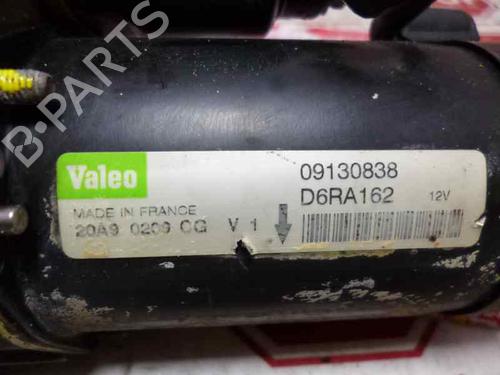 B-PARTS
Valeo
09130838
D6RA162 12V
MADE IN FRANCE
20A9 0209 CG V 1